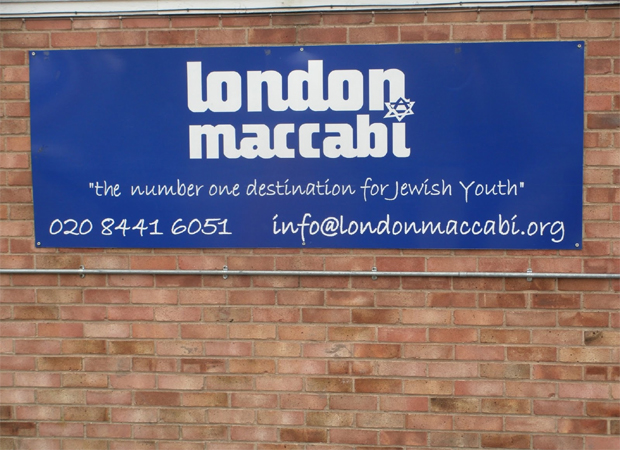 london
maccabi
"the number one destination for Jewish Youth"
020 8441 6051 info@londonmaccabi.org